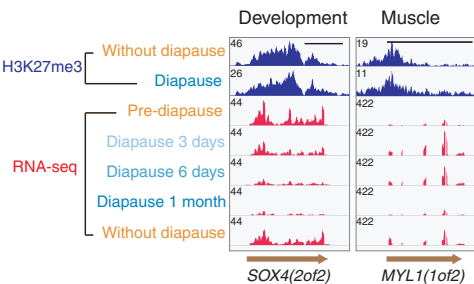 Development Muscle
H3K27me3
Without diapause 46 19
Diapause 26 11
RNA-seq
Pre-diapause 44 422
Diapause 3 days 44 422
Diapause 6 days 44 422
Diapause 1 month 44 422
Without diapause 44 422
SOX4(2of2) MYL1(1of2)